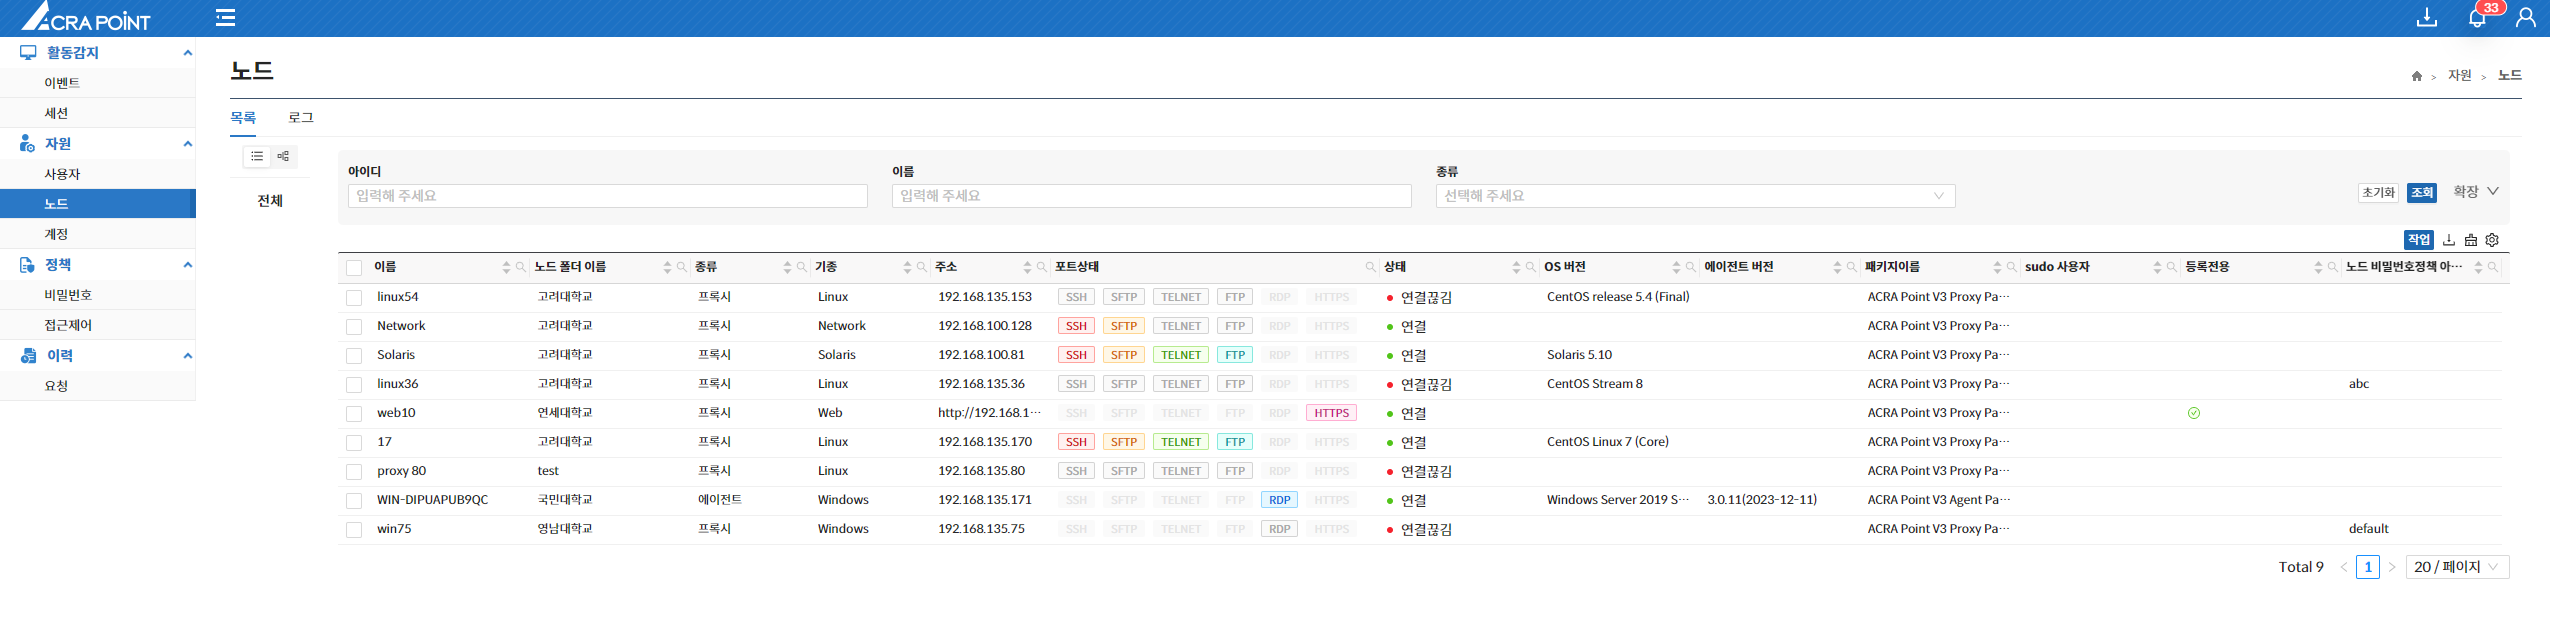 ACRA POINT
33
활동감지
이벤트
세션
자원
사용자
노드
계정
정책
비밀번호
접근제어
이력
요청
노드
> 자원 > 노드
목록 로그
전체
아이디 이름 종류
입력해 주세요 입력해 주세요 선택해 주세요 초기화 조회 확장
작업
이름 노드 폴더 이름 종류 기종 주소 포트상태 상태 OS 버전 에이전트 버전 패키지이름 sudo 사용자 등록전용 노드 비밀번호정책 아···
linux54 고려대학교 프록시 Linux 192.168.135.153 SSH SFTP TELNET FTP RDP HTTPS 연결끊김 CentOS release 5.4 (Final) ACRA Point V3 Proxy Pa···
Network 고려대학교 프록시 Network 192.168.100.128 SSH SFTP TELNET FTP RDP HTTPS 연결 ACRA Point V3 Proxy Pa···
Solaris 고려대학교 프록시 Solaris 192.168.100.81 SSH SFTP TELNET FTP RDP HTTPS 연결 Solaris 5.10 ACRA Point V3 Proxy Pa···
linux36 고려대학교 프록시 Linux 192.168.135.36 SSH SFTP TELNET FTP RDP HTTPS 연결끊김 CentOS Stream 8 ACRA Point V3 Proxy Pa··· abc
web10 연세대학교 프록시 Web http://192.168.1··· SSH SFTP TELNET FTP RDP HTTPS 연결 ACRA Point V3 Proxy Pa···
17 고려대학교 프록시 Linux 192.168.135.170 SSH SFTP TELNET FTP RDP HTTPS 연결 CentOS Linux 7 (Core) ACRA Point V3 Proxy Pa···
proxy 80 test 프록시 Linux 192.168.135.80 SSH SFTP TELNET FTP RDP HTTPS 연결끊김 ACRA Point V3 Proxy Pa···
WIN-DIPUAPUB9QC 국민대학교 에이전트 Windows 192.168.135.171 SSH SFTP TELNET FTP RDP HTTPS 연결 Windows Server 2019 S··· 3.0.11(2023-12-11) ACRA Point V3 Agent Pa···
win75 영남대학교 프록시 Windows 192.168.135.75 SSH SFTP TELNET FTP RDP HTTPS 연결끊김 ACRA Point V3 Proxy Pa··· default
Total 9 < 1 > 20 / 페이지